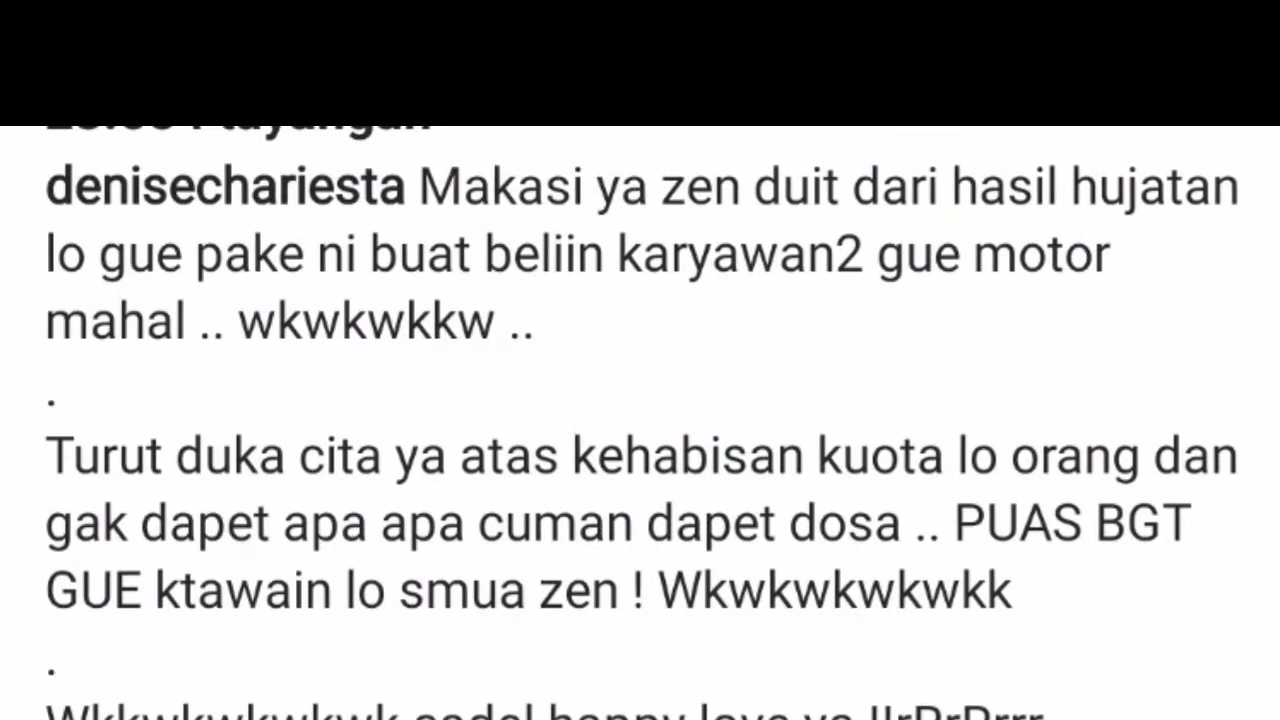 denisechariesta Makasi ya zen duit dari hasil hujatan
lo gue pake ni buat beliin karyawan2 gue motor
mahal .. wkwkwkkw ..
.
Turut duka cita ya atas kehabisan kuota lo orang dan
gak dapet apa apa cuman dapet dosa .. PUAS BGT
GUE ktawain lo smua zen ! Wkwkwkwkwkk
.